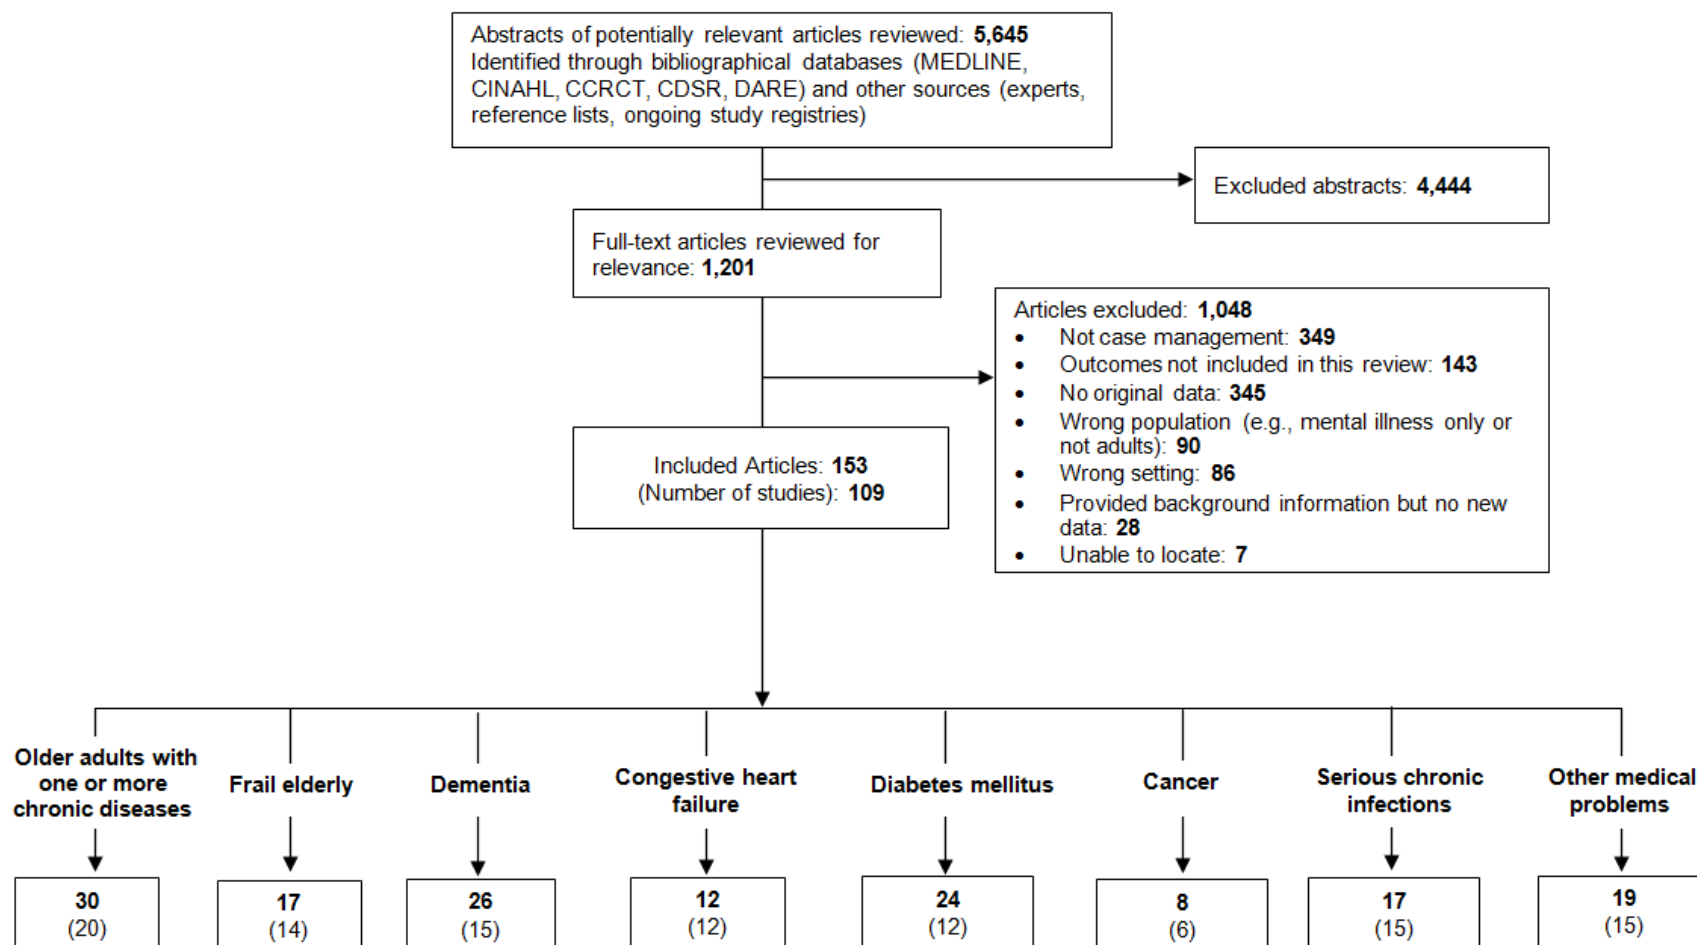 Abstracts of potentially relevant articles reviewed: 5,645
Identified through bibliographical databases (MEDLINE,
CINAHL, CCRCT, CDSR, DARE) and other sources (experts,
reference lists, ongoing study registries)
Excluded abstracts: 4,444
Full-text articles reviewed for
relevance: 1,201
Articles excluded: 1,048
• Not case management: 349
• Outcomes not included in this review: 143
• No original data: 345
• Wrong population (e.g., mental illness only or
not adults): 90
• Wrong setting: 86
• Provided background information but no new
data: 28
• Unable to locate: 7
Included Articles: 153
(Number of studies): 109
Older adults with
one or more
chronic diseases
Frail elderly
Dementia
Congestive heart
failure
Diabetes mellitus
Cancer
Serious chronic
infections
Other medical
problems
30
(20)
17
(14)
26
(15)
12
(12)
24
(12)
8
(6)
17
(15)
19
(15)